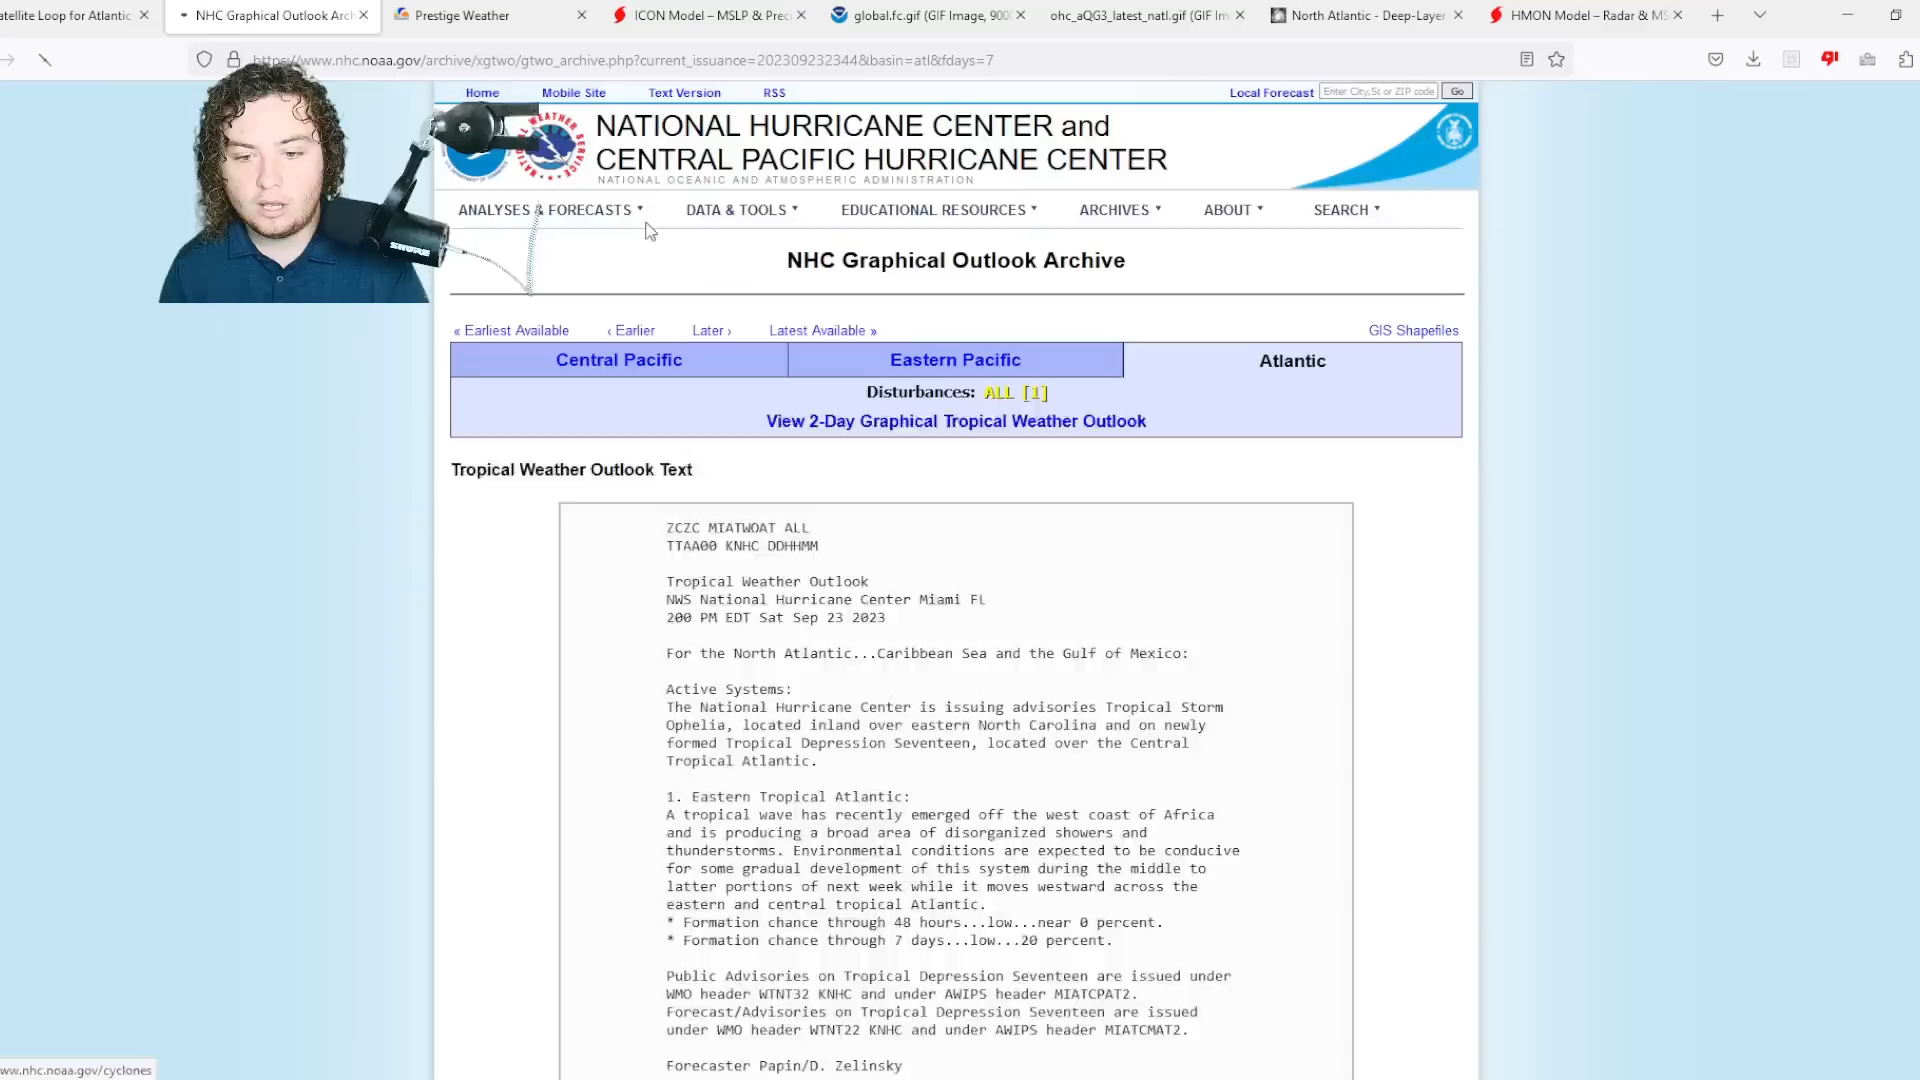 atellite Loop for Atlantic
NHC Graphical Outlook Arch
Prestige Weather
ICON Model – MSLP & Prec
global.fc.gif (GIF Image, 900
ohc_aQG3_latest_natl.gif (GIF Im
North Atlantic - Deep-Layer
HMON Model – Radar & MS
https://www.nhc.noaa.gov/archive/xgtwo/gtwo_archive.php?current_issuance=202309232344&basin=atl&fdays=7
Home
Mobile Site
Text Version
RSS
Local Forecast
Enter City,St or ZIP code
Go
NATIONAL HURRICANE CENTER and
CENTRAL PACIFIC HURRICANE CENTER
NATIONAL OCEANIC AND ATMOSPHERIC ADMINISTRATION
ANALYSES & FORECASTS
DATA & TOOLS
EDUCATIONAL RESOURCES
ARCHIVES
ABOUT
SEARCH
SHURE
NHC Graphical Outlook Archive
« Earliest Available
‹ Earlier
Later ›
Latest Available »
GIS Shapefiles
Central Pacific
Eastern Pacific
Atlantic
Disturbances: ALL [1]
View 2-Day Graphical Tropical Weather Outlook
Tropical Weather Outlook Text
ZCZC MIATWOAT ALL
TTAA00 KNHC DDHHMM
Tropical Weather Outlook
NWS National Hurricane Center Miami FL
200 PM EDT Sat Sep 23 2023
For the North Atlantic...Caribbean Sea and the Gulf of Mexico:
Active Systems:
The National Hurricane Center is issuing advisories Tropical Storm
Ophelia, located inland over eastern North Carolina and on newly
formed Tropical Depression Seventeen, located over the Central
Tropical Atlantic.
1. Eastern Tropical Atlantic:
A tropical wave has recently emerged off the west coast of Africa
and is producing a broad area of disorganized showers and
thunderstorms. Environmental conditions are expected to be conducive
for some gradual development of this system during the middle to
latter portions of next week while it moves westward across the
eastern and central tropical Atlantic.
* Formation chance through 48 hours...low...near 0 percent.
* Formation chance through 7 days...low...20 percent.
Public Advisories on Tropical Depression Seventeen are issued under
WMO header WTNT32 KNHC and under AWIPS header MIATCPAT2.
Forecast/Advisories on Tropical Depression Seventeen are issued
under WMO header WTNT22 KNHC and under AWIPS header MIATCMAT2.
Forecaster Papin/D. Zelinsky
ww.nhc.noaa.gov/cyclones